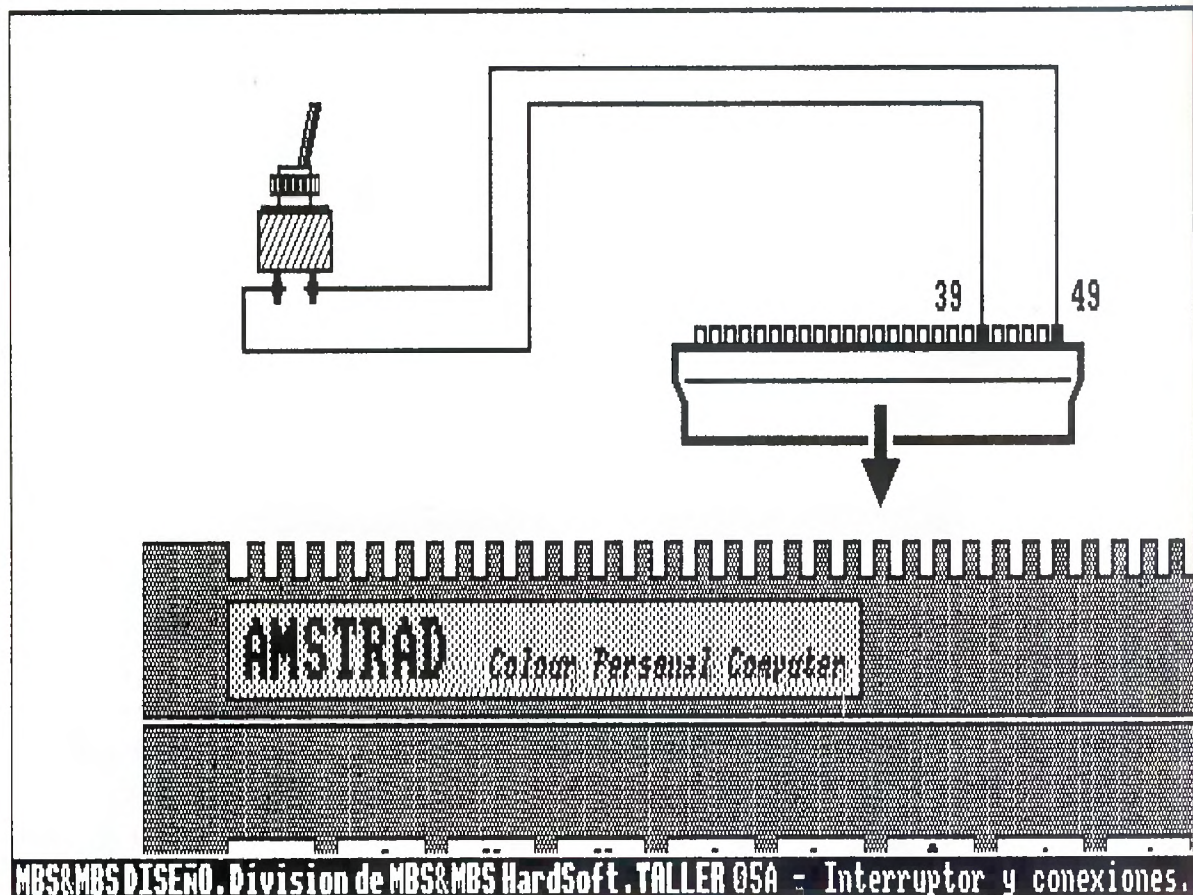 39 49
AMSTRAD Colour Personal Computer
MBS&MBS DISEÑO. Division de MBS&MBS HardSoft. TALLER 05A - Interruptor y conexiones.